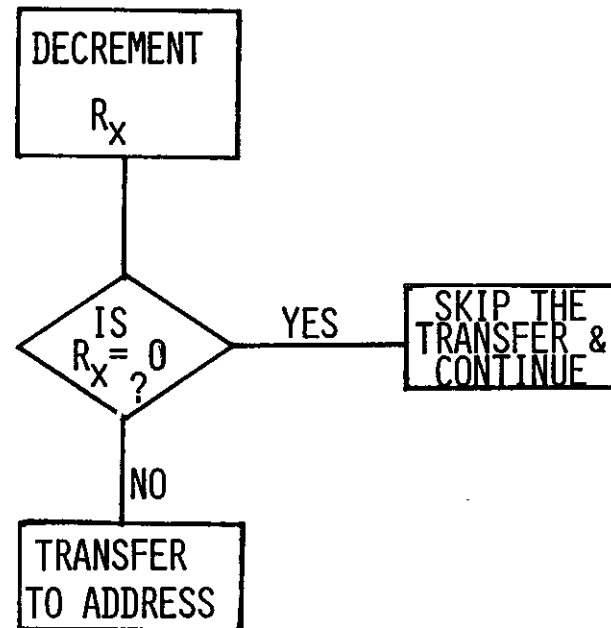 DECREMENT
Rx
IS
Rx= 0
?
YES
SKIP THE
TRANSFER &
CONTINUE
NO
TRANSFER
TO ADDRESS